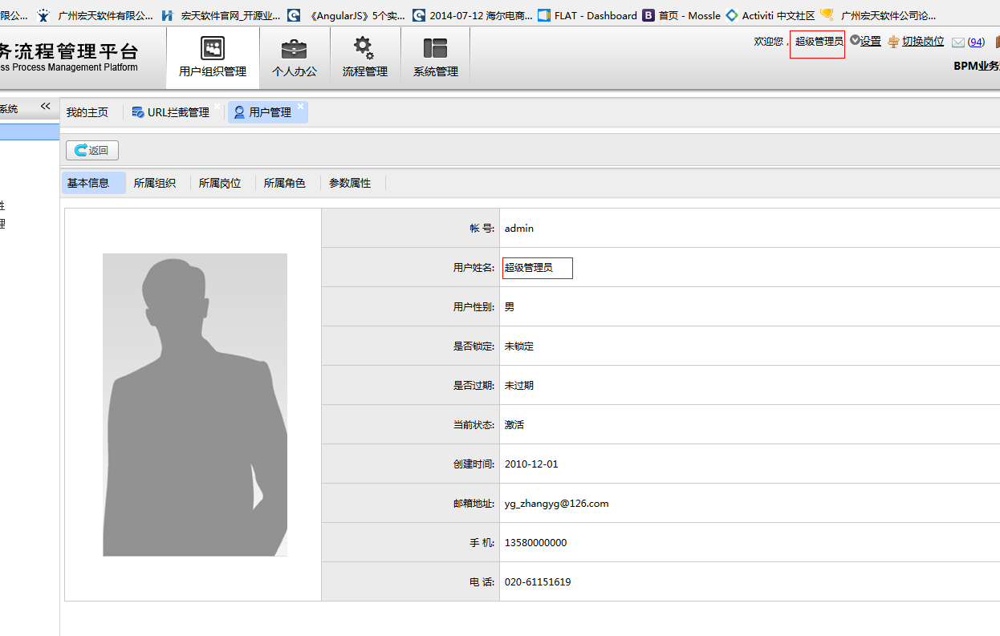 限公... 广州宏天软件有限公... 宏天软件官网_开源业... 《AngularJS》5个实... 2014-07-12 海尔电商... FLAT - Dashboard 首页 - Mossle Activiti 中文社区 广州宏天软件公司论...
务流程管理平台
ess Process Management Platform
用户组织管理 个人办公 流程管理 系统管理
欢迎您， 超级管理员 设置 切换岗位 (94)
BPM业务
系统 <<
我的主页 URL拦截管理 用户管理
返回
基本信息 所属组织 所属岗位 所属角色 参数属性
性
理
帐 号: admin
用户姓名: 超级管理员
用户性别: 男
是否锁定: 未锁定
是否过期: 未过期
当前状态: 激活
创建时间: 2010-12-01
邮箱地址: yg_zhangyg@126.com
手 机: 13580000000
电 话: 020-61151619